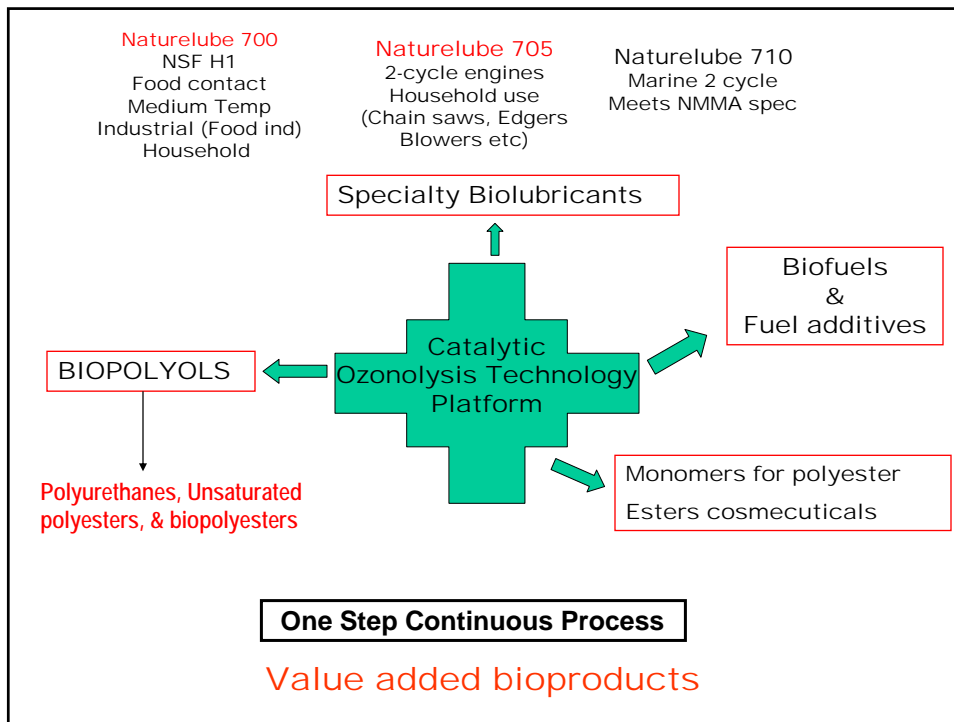 Naturelube 700
NSF H1
Food contact
Medium Temp
Industrial (Food ind)
Household
Naturelube 705
2-cycle engines
Household use
(Chain saws, Edgers
Blowers etc)
Naturelube 710
Marine 2 cycle
Meets NMMA spec
Specialty Biolubricants
Biofuels
&
Fuel additives
BIOPOLYOLS
Catalytic
Ozonolysis Technology
Platform
Polyurethanes, Unsaturated
polyesters, & biopolyesters
Monomers for polyester
Esters cosmecuticals
One Step Continuous Process
Value added bioproducts